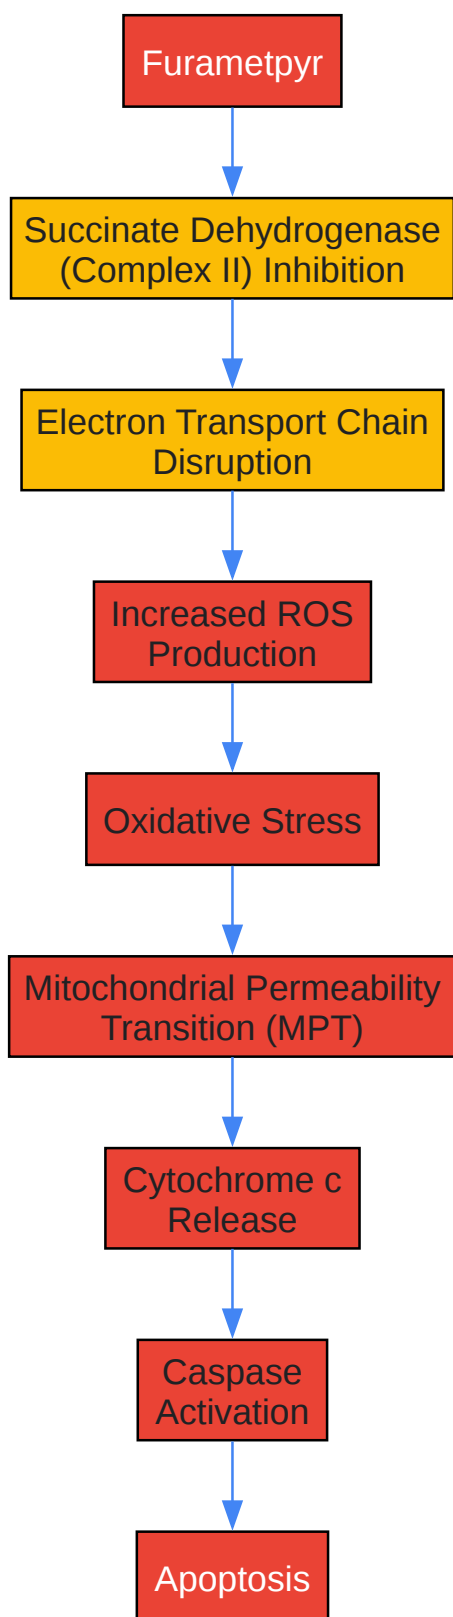 Furametpyr
Succinate Dehydrogenase
(Complex II) Inhibition
Electron Transport Chain
Disruption
Increased ROS
Production
Oxidative Stress
Mitochondrial Permeability
Transition (MPT)
Cytochrome c
Release
Caspase
Activation
Apoptosis